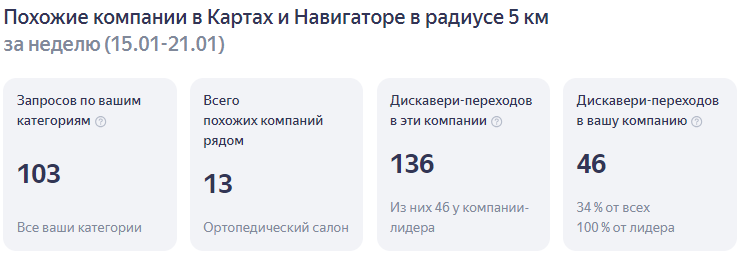 Похожие компании в Картах и Навигаторе в радиусе 5 км
за неделю (15.01-21.01)
Запросов по вашим
категориям
103
Все ваши категории
Всего
похожих компаний
рядом
13
Ортопедический салон
Дискавери-переходов
в эти компании
136
Из них 46 у компании-
лидера
Дискавери-переходов
в вашу компанию
46
34 % от всех
100 % от лидера